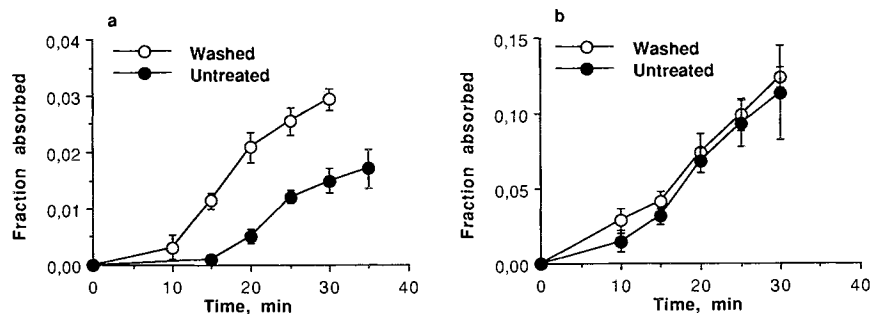 a
0,04
0,03
0,02
0,01
0,00
Fraction absorbed
Washed
Untreated
0 10 20 30 40
Time, min
b
0,15
0,10
0,05
0,00
Fraction absorbed
Washed
Untreated
0 10 20 30 40
Time, min